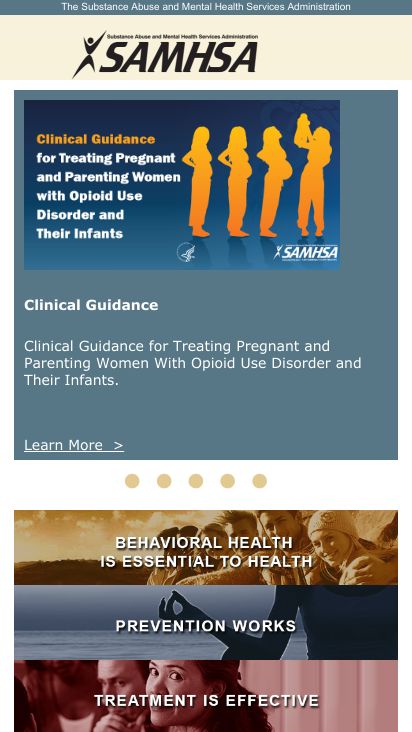 The Substance Abuse and Mental Health Services Administration
Substance Abuse and Mental Health Services Administration
SAMHSA
Clinical Guidance
for Treating Pregnant
and Parenting Women
with Opioid Use
Disorder and
Their Infants
SAMHSA
Clinical Guidance
Clinical Guidance for Treating Pregnant and
Parenting Women With Opioid Use Disorder and
Their Infants.
Learn More >
BEHAVIORAL HEALTH
IS ESSENTIAL TO HEALTH
PREVENTION WORKS
TREATMENT IS EFFECTIVE